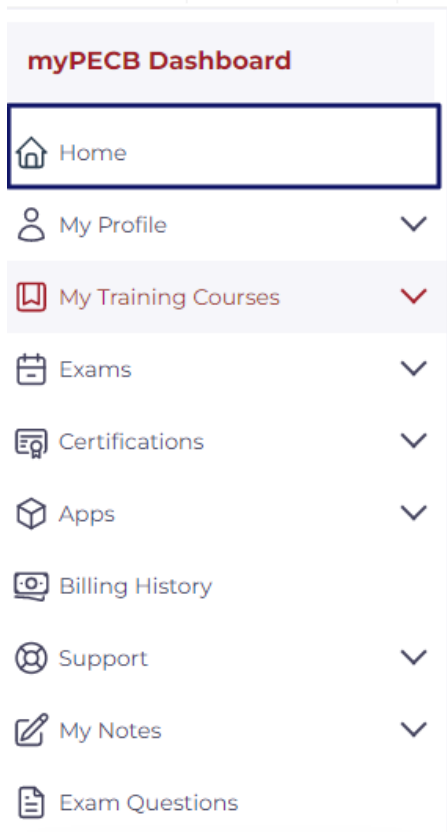 myPECB Dashboard
Home
My Profile
My Training Courses
Exams
Certifications
Apps
Billing History
Support
My Notes
Exam Questions